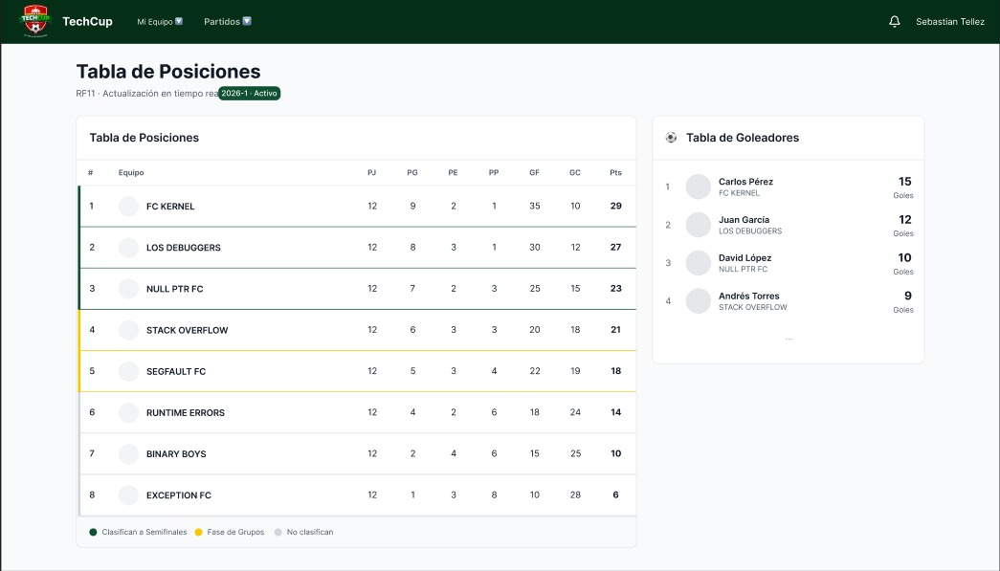 TECHCUP
TechCup
Mi Equipo
Partidos
Sebastian Tellez
Tabla de Posiciones
RF11 · Actualización en tiempo rea
2026-1 · Activo
Tabla de Posiciones
# Equipo PJ PG PE PP GF GC Pts
1 FC KERNEL 12 9 2 1 35 10 29
2 LOS DEBUGGERS 12 8 3 1 30 12 27
3 NULL PTR FC 12 7 2 3 25 15 23
4 STACK OVERFLOW 12 6 3 3 20 18 21
5 SEGFAULT FC 12 5 3 4 22 19 18
6 RUNTIME ERRORS 12 4 2 6 18 24 14
7 BINARY BOYS 12 2 4 6 15 25 10
8 EXCEPTION FC 12 1 3 8 10 28 6
Clasifican a Semifinales Fase de Grupos No clasifican
Tabla de Goleadores
1 Carlos Pérez 15
FC KERNEL Goles
2 Juan García 12
LOS DEBUGGERS Goles
3 David López 10
NULL PTR FC Goles
4 Andrés Torres 9
STACK OVERFLOW Goles
...